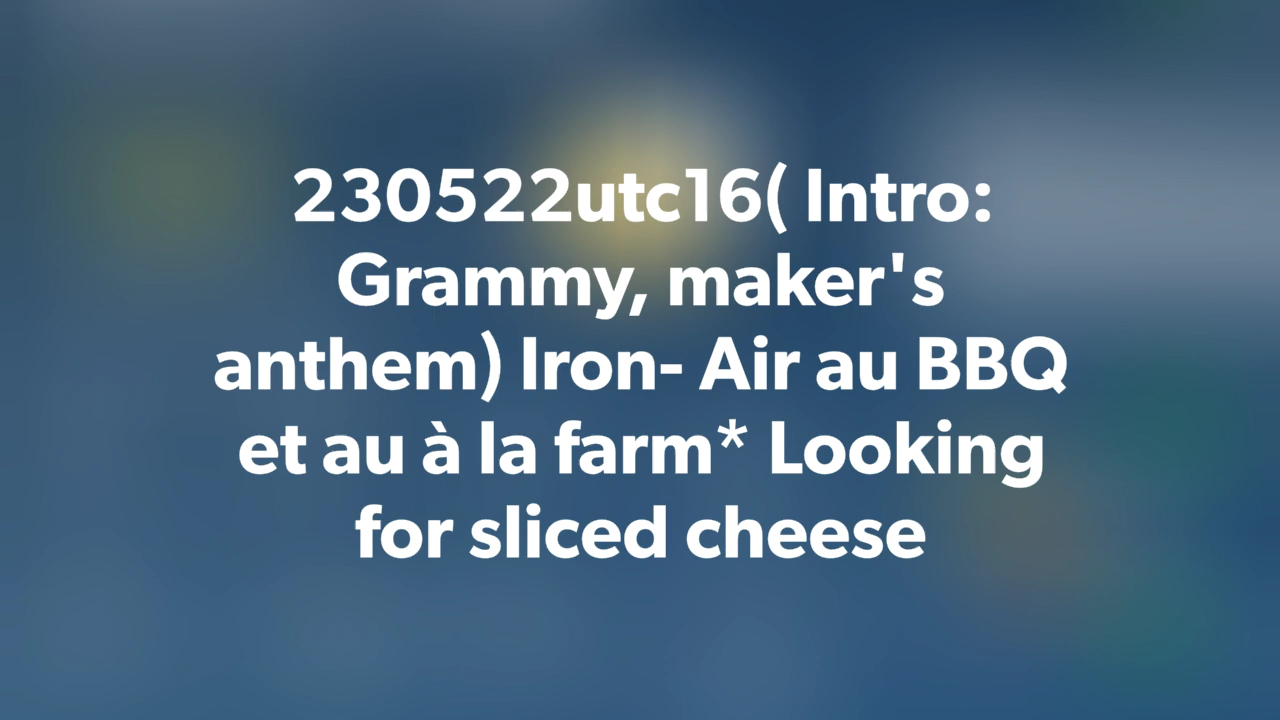 230522utc16( Intro:
Grammy, maker's
anthem) Iron- Air au BBQ
et au à la farm* Looking
for sliced cheese